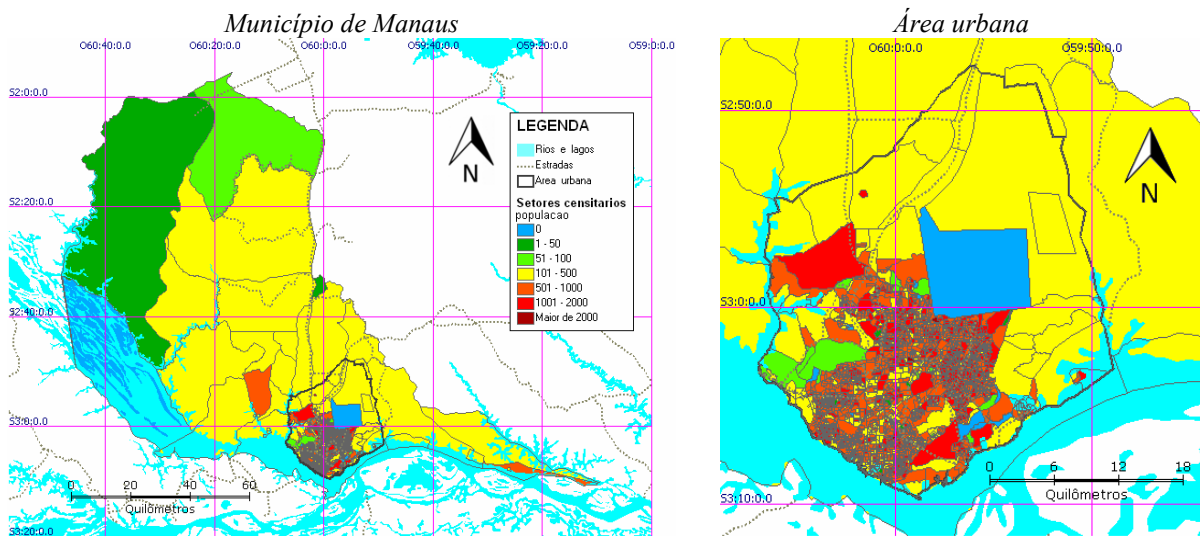 Município de Manaus
O60:40:0.0 O60:20:0.0 O60:00:0.0 O59:40:0.0 O59:20:0.0 O59:0:0.0
S2:0:0.0
S2:20:0.0
S2:40:0.0
S3:0:0.0
S3:20:0.0
N
LEGENDA
Rios e lagos
Estradas
Area urbana
Setores censitarios
populacao
0
1 - 50
51 - 100
101 - 500
501 - 1000
1001 - 2000
Maior de 2000
0 20 40 60
Quilômetros
Área urbana
O60:0:0.0 O59:50:0.0
S2:50:0.0
S3:0:0.0
S3:10:0.0
N
0 6 12 18
Quilômetros